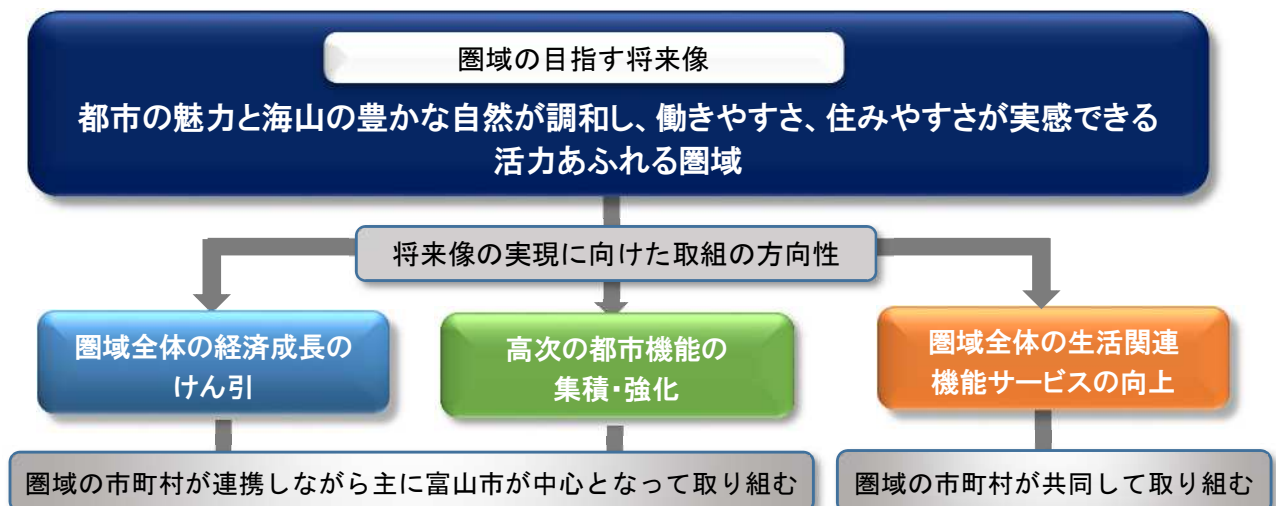 圏域の目指す将来像
都市の魅力と海山の豊かな自然が調和し、働きやすさ、住みやすさが実感できる
活力あふれる圏域
将来像の実現に向けた取組の方向性
圏域全体の経済成長の
けん引
高次の都市機能の
集積・強化
圏域全体の生活関連
機能サービスの向上
圏域の市町村が連携しながら主に富山市が中心となって取り組む
圏域の市町村が共同して取り組む